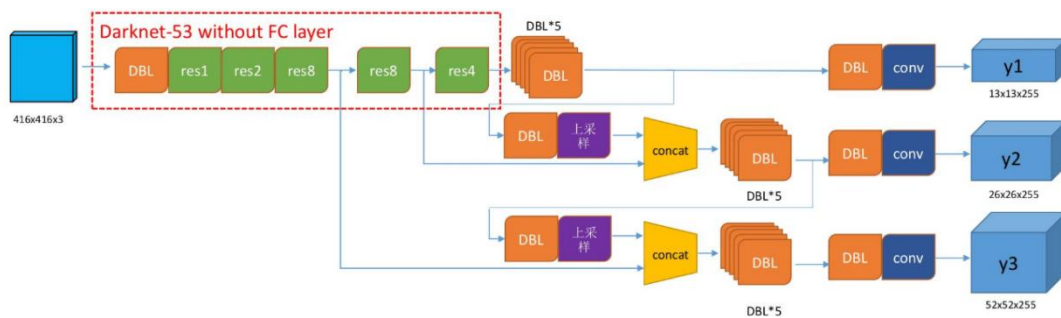 Darknet-53 without FC layer
DBL*5
DBL
res1
res2
res8
res8
res4
DBL
DBL
conv
y1
13x13x255
416x416x3
DBL
上采
样
concat
DBL
DBL
conv
y2
DBL*5
26x26x255
DBL
上采
样
concat
DBL
DBL
conv
y3
DBL*5
52x52x255